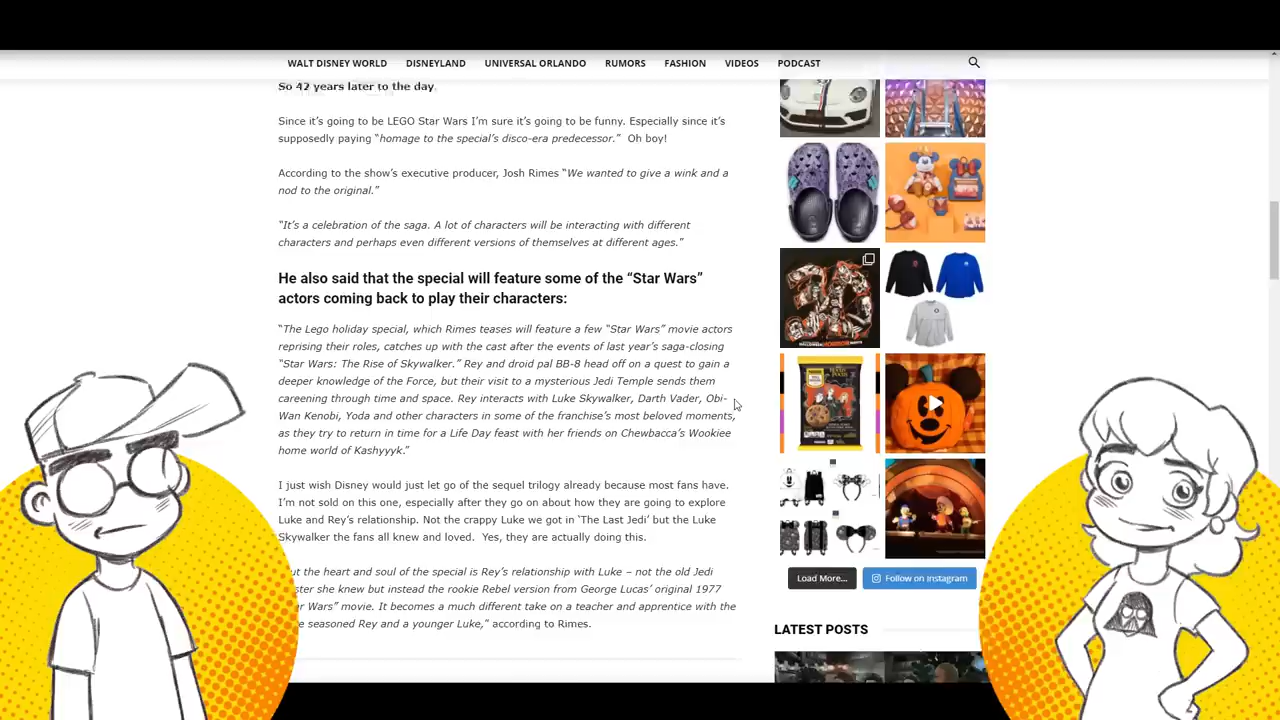 WALT DISNEY WORLD DISNEYLAND UNIVERSAL ORLANDO RUMORS FASHION VIDEOS PODCAST
So 42 years later to the day.
Since it's going to be LEGO Star Wars I'm sure it's going to be funny. Especially since it's
supposedly paying "homage to the special's disco-era predecessor." Oh boy!
According to the show's executive producer, Josh Rimes "We wanted to give a wink and a
nod to the original."
"It's a celebration of the saga. A lot of characters will be interacting with different
characters and perhaps even different versions of themselves at different ages."
He also said that the special will feature some of the "Star Wars"
actors coming back to play their characters:
"The Lego holiday special, which Rimes teases will feature a few "Star Wars" movie actors
reprising their roles, catches up with the cast after the events of last year's saga-closing
"Star Wars: The Rise of Skywalker." Rey and droid pal BB-8 head off on a quest to gain a
deeper knowledge of the Force, but their visit to a mysterious Jedi Temple sends them
careening through time and space. Rey interacts with Luke Skywalker, Darth Vader, Obi-
Wan Kenobi, Yoda and other characters in some of the franchise's most beloved moments,
as they try to return in time for a Life Day feast with her friends on Chewbacca's Wookiee
home world of Kashyyyk."
I just wish Disney would just let go of the sequel trilogy already because most fans have.
I'm not sold on this one, especially after they go on about how they are going to explore
Luke and Rey's relationship. Not the crappy Luke we got in 'The Last Jedi' but the Luke
Skywalker the fans all knew and loved. Yes, they are actually doing this.
ut the heart and soul of the special is Rey's relationship with Luke – not the old Jedi
ster she knew but instead the rookie Rebel version from George Lucas' original 1977
r Wars" movie. It becomes a much different take on a teacher and apprentice with the
e seasoned Rey and a younger Luke," according to Rimes.
Load More...
Follow on Instagram
LATEST POSTS